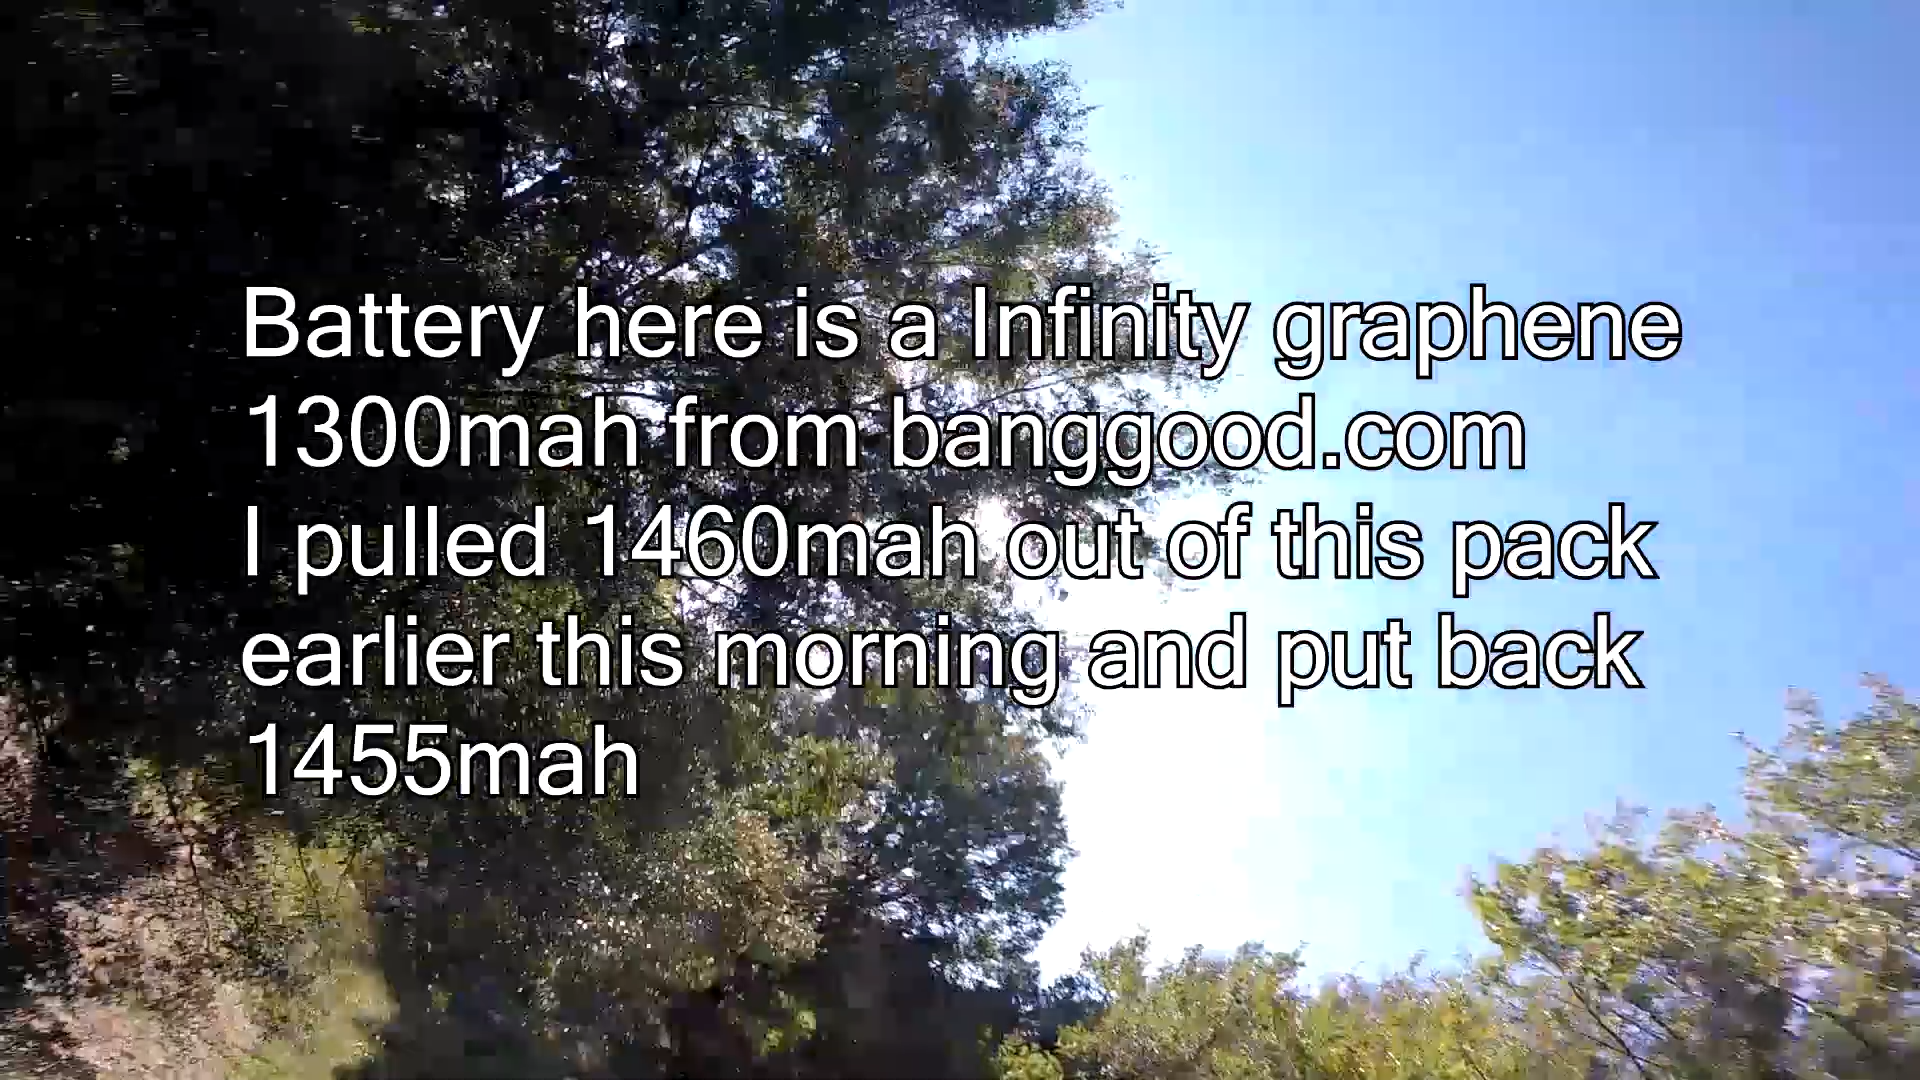 Battery here is a Infinity graphene
1300mah from banggood.com
I pulled 1460mah out of this pack
earlier this morning and put back
1455mah